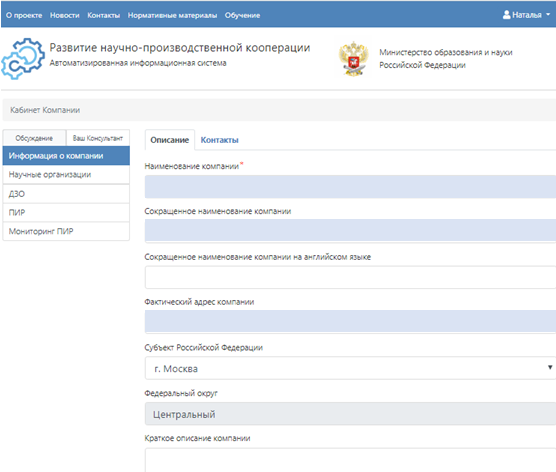 О проекте Новости Контакты Нормативные материалы Обучение Наталья
Развитие научно-производственной кооперации
Автоматизированная информационная система
Министерство образования и науки
Российской Федерации
Кабинет Компании
Обсуждение Ваш Консультант
Информация о компании
Научные организации
ДЗО
ПИР
Мониторинг ПИР
Описание Контакты
Наименование компании*
Сокращенное наименование компании
Сокращенное наименование компании на английском языке
Фактический адрес компании
Субъект Российской Федерации
г. Москва
Федеральный округ
Центральный
Краткое описание компании